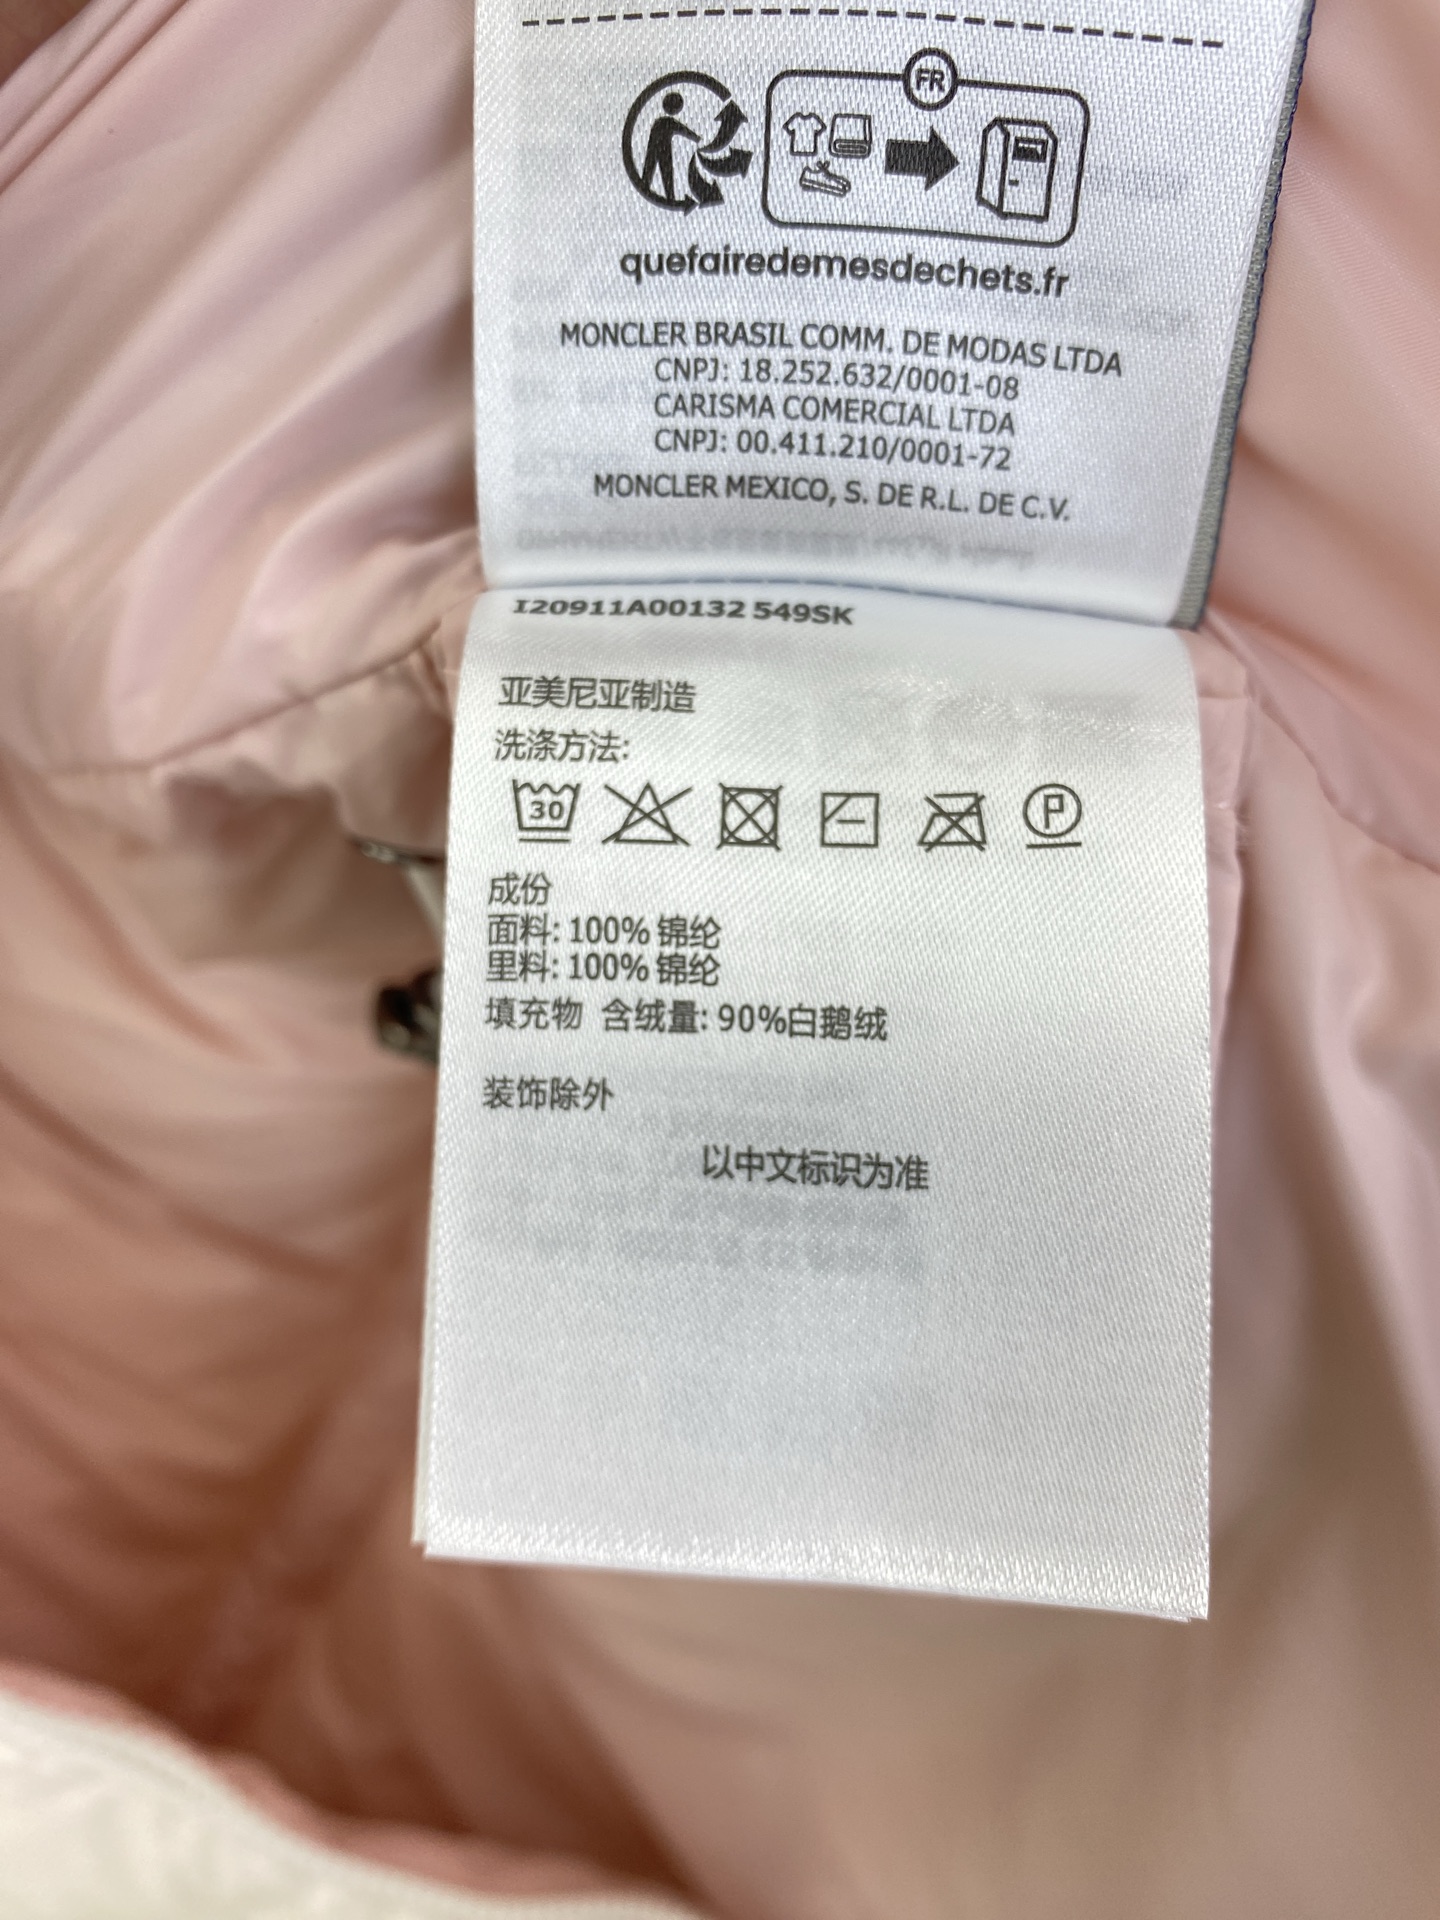 FR
quefairedemesdechets.fr
MONCLER BRASIL COMM. DE MODAS LTDA
CNPJ: 18.252.632/0001-08
CARISMA COMERCIAL LTDA
CNPJ: 00.411.210/0001-72
MONCLER MEXICO, S. DE R.L. DE C.V.
I20911A00132 549SK
亚美尼亚制造
洗涤方法:
30
P
成份
面料: 100% 锦纶
里料: 100% 锦纶
填充物 含绒量: 90%白鹅绒
装饰除外
以中文标识为准